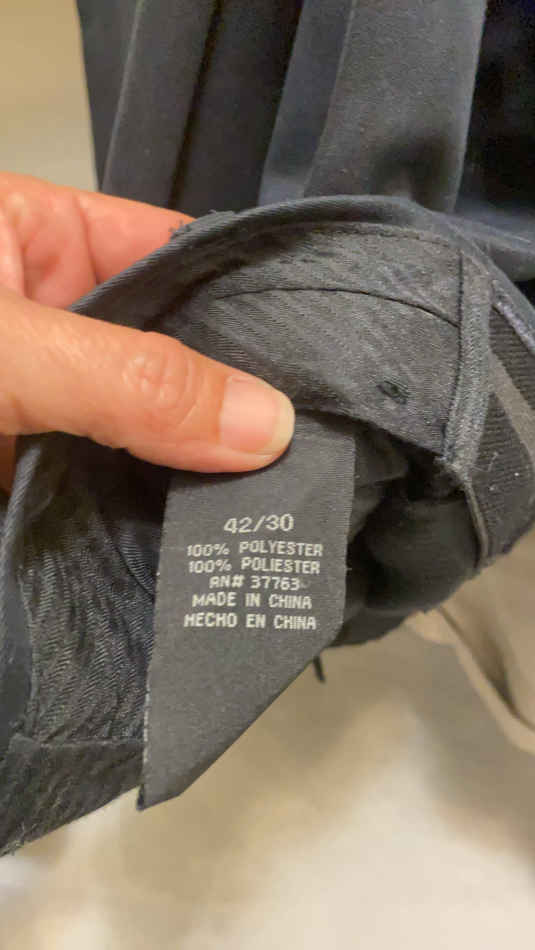 42/30
100% POLYESTER
100% POLIESTER
RN# 37763
MADE IN CHINA
HECHO EN CHINA